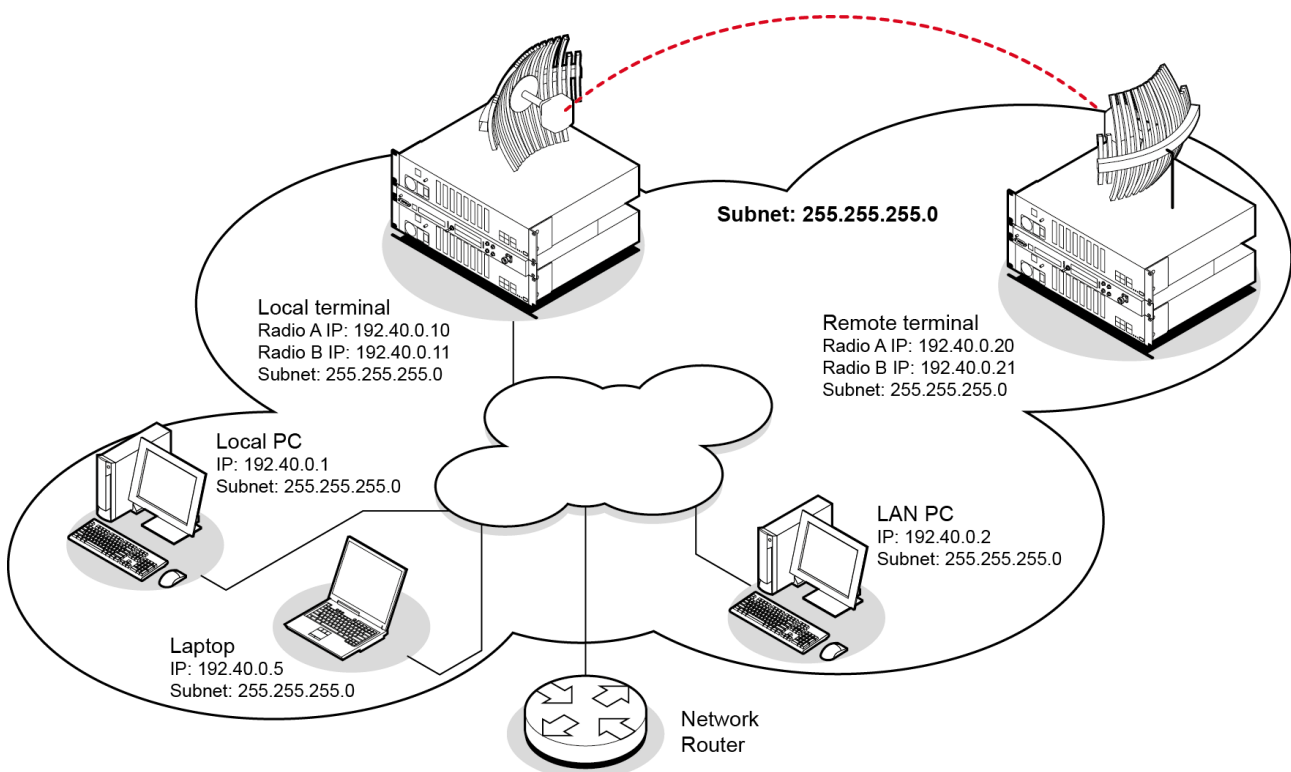 Subnet: 255.255.255.0
Local terminal
Radio A IP: 192.40.0.10
Radio B IP: 192.40.0.11
Subnet: 255.255.255.0
Remote terminal
Radio A IP: 192.40.0.20
Radio B IP: 192.40.0.21
Subnet: 255.255.255.0
Local PC
IP: 192.40.0.1
Subnet: 255.255.255.0
LAN PC
IP: 192.40.0.2
Subnet: 255.255.255.0
Laptop
IP: 192.40.0.5
Subnet: 255.255.255.0
Network
Router